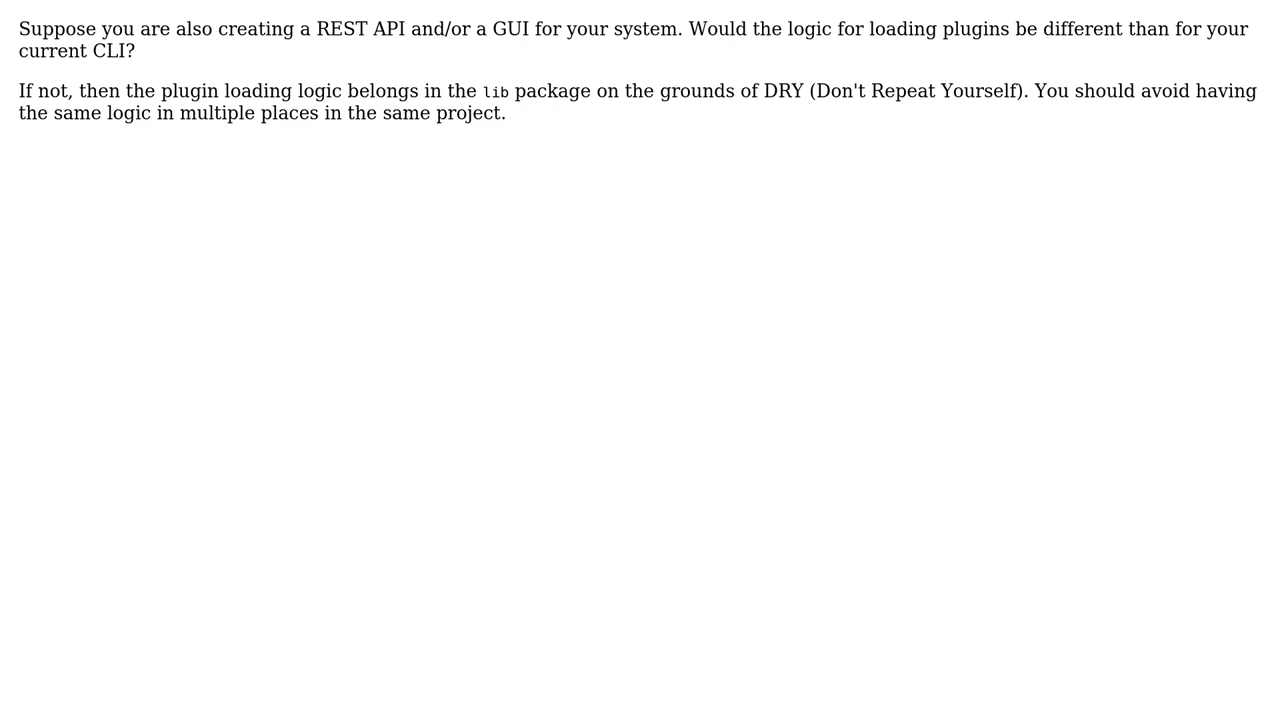 Suppose you are also creating a REST API and/or a GUI for your system. Would the logic for loading plugins be different than for your
current CLI?
If not, then the plugin loading logic belongs in the lib package on the grounds of DRY (Don't Repeat Yourself). You should avoid having
the same logic in multiple places in the same project.